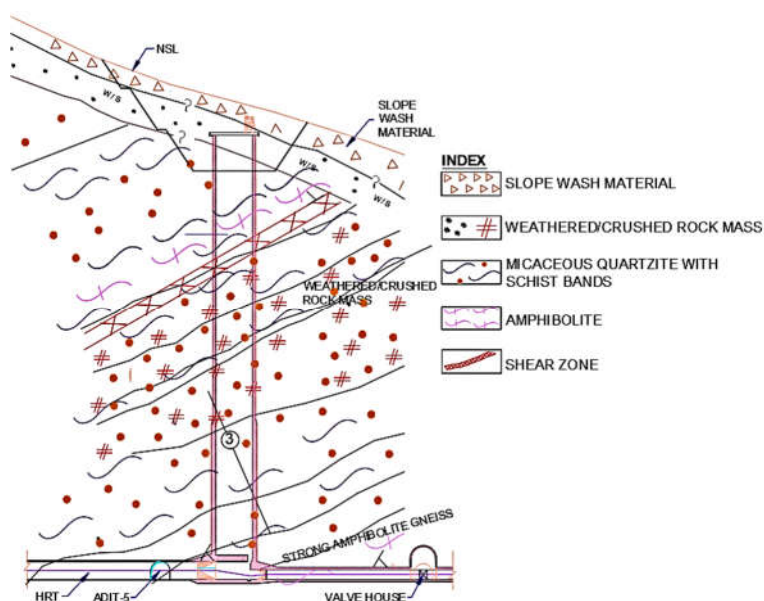 NSL
W/S
?
?
SLOPE
WASH
MATERIAL
W/S
?
W/S
INDEX
SLOPE WASH MATERIAL
WEATHERED/CRUSHED ROCK MASS
MICACEOUS QUARTZITE WITH
SCHIST BANDS
AMPHIBOLITE
SHEAR ZONE
WEATHERED/CRUSHED
ROCK MASS
3
STRONG AMPHIBOLITE GNEISS
HRT
ADIT-5
VALVE HOUSE